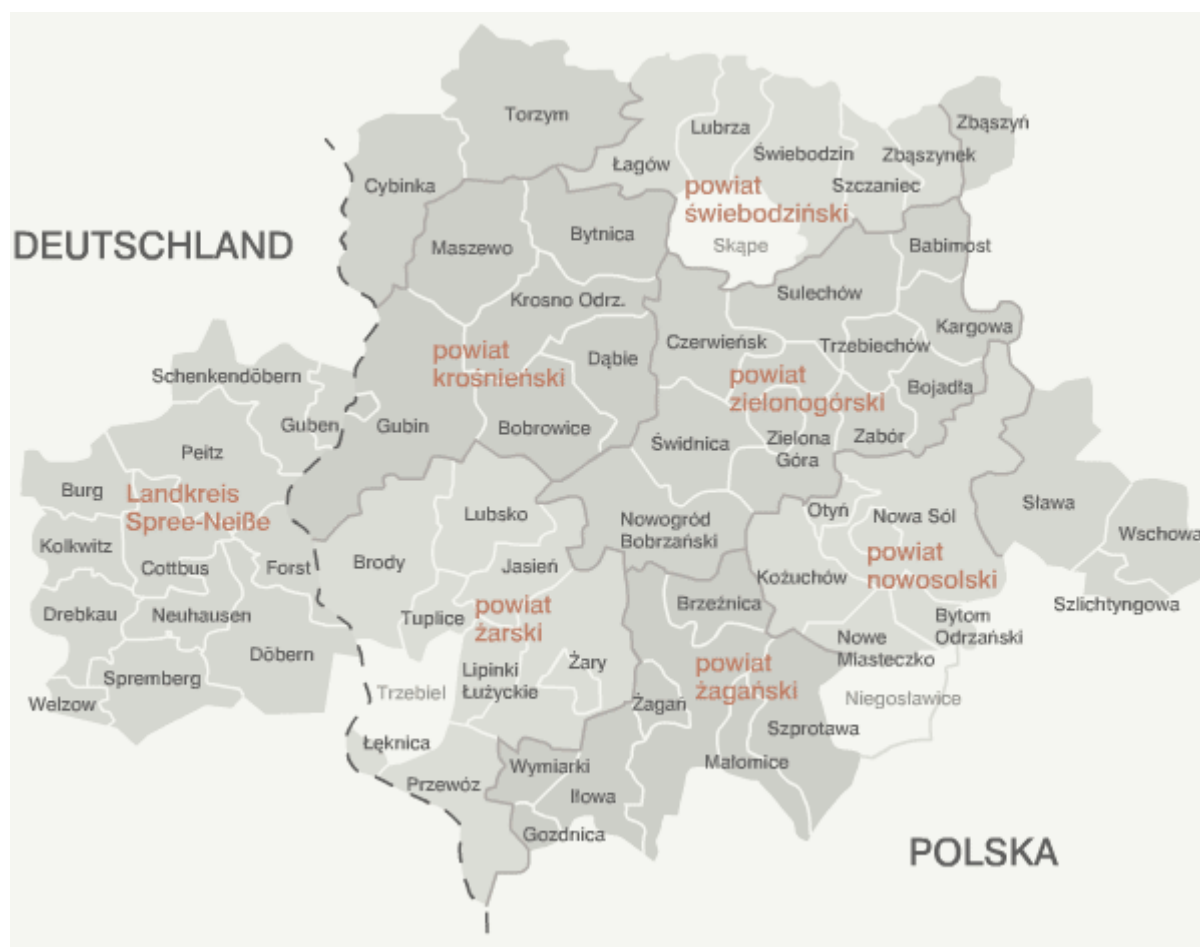 Torzym
Lubrza
Zbąszyń
Świebodzin
Zbąszynek
Łagów
Cybinka
Szczaniec
powiat
świebodziński
Bytnica
DEUTSCHLAND
Maszewo
Skąpe
Babimost
Krosno Odrz.
Sulechów
Kargowa
Czerwieńsk
Trzebiechów
powiat
krośnieński
Dąbie
Schenkendöbern
powiat
zielonogórski
Bojadła
Guben
Gubin
Bobrowice
Świdnica
Zielona
Góra
Zabór
Peitz
Burg
Landkreis
Spree-Neiße
Lubsko
Nowogród
Bobrzański
Otyń
Nowa Sól
Sława
Wschowa
Kolkwitz
Cottbus
Forst
Brody
Jasień
Kożuchów
powiat
nowosolski
Drebkau
Neuhausen
Tuplice
powiat
żarski
Brzeźnica
Szlichtyngowa
Bytom
Odrzański
Döbern
Nowe
Miasteczko
Spremberg
Lipinki
Łużyckie
Żary
powiat
żagański
Welzow
Trzebiel
Żagań
Niegosławice
Szprotawa
Łęknica
Małomice
Wymiarki
Przewóz
Iłowa
Gozdnica
POLSKA